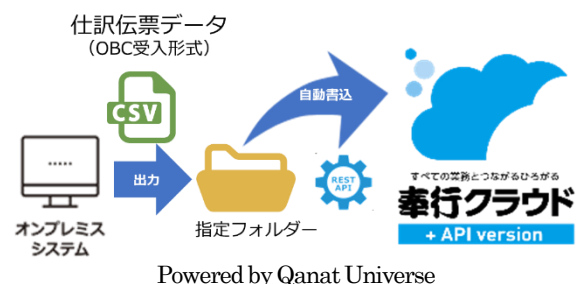 仕訳伝票データ
（OBC受入形式）
CSV
自動書込
出力
REST
API
すべての業務とつながるひろがる
奉行クラウド
+ API version
オンプレミス
システム
指定フォルダー
Powered by Qanat Universe